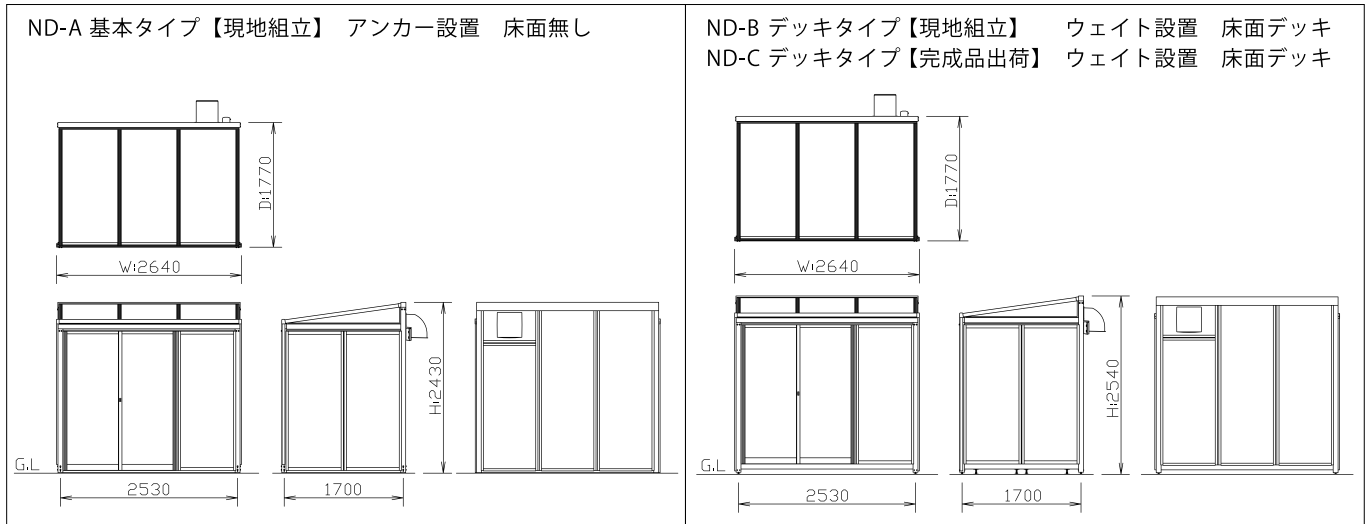 ND-A 基本タイプ【現地組立】 アンカー設置 床面無し
D:1770
W:2640
H:2430
G.L
2530
1700
ND-B デッキタイプ【現地組立】 ウェイト設置 床面デッキ
ND-C デッキタイプ【完成品出荷】 ウェイト設置 床面デッキ
D:1770
W:2640
H:2540
G.L
2530
1700